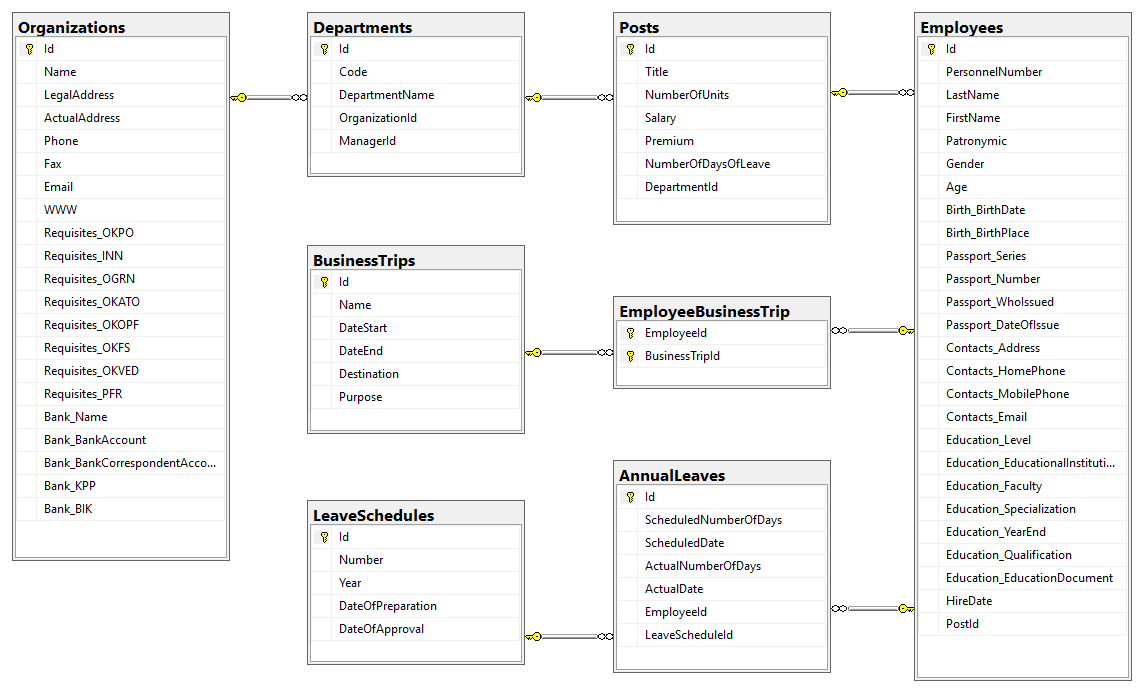 Organizations
Id
Name
LegalAddress
ActualAddress
Phone
Fax
Email
WWW
Requisites_OKPO
Requisites_INN
Requisites_OGRN
Requisites_OKATO
Requisites_OKOPF
Requisites_OKFS
Requisites_OKVED
Requisites_PFR
Bank_Name
Bank_BankAccount
Bank_BankCorrespondentAcco...
Bank_KPP
Bank_BIK
Departments
Id
Code
DepartmentName
OrganizationId
ManagerId
Posts
Id
Title
NumberOfUnits
Salary
Premium
NumberOfDaysOfLeave
DepartmentId
Employees
Id
PersonnelNumber
LastName
FirstName
Patronymic
Gender
Age
Birth_BirthDate
Birth_BirthPlace
Passport_Series
Passport_Number
Passport_WhoIssued
Passport_DateOfIssue
Contacts_Address
Contacts_HomePhone
Contacts_MobilePhone
Contacts_Email
Education_Level
Education_EducationalInstituti...
Education_Faculty
Education_Specialization
Education_YearEnd
Education_Qualification
Education_EducationDocument
HireDate
PostId
BusinessTrips
Id
Name
DateStart
DateEnd
Destination
Purpose
EmployeeBusinessTrip
EmployeeId
BusinessTripId
LeaveSchedules
Id
Number
Year
DateOfPreparation
DateOfApproval
AnnualLeaves
Id
ScheduledNumberOfDays
ScheduledDate
ActualNumberOfDays
ActualDate
EmployeeId
LeaveScheduleId